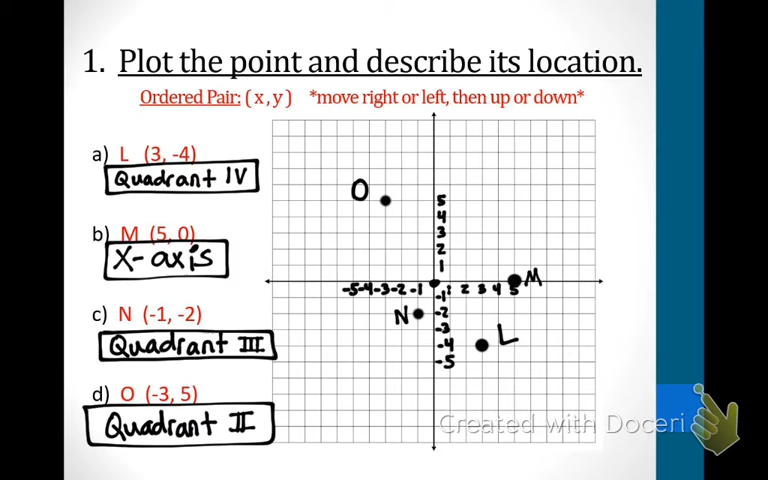 1. Plot the point and describe its location.
Ordered Pair: ( x , y ) *move right or left, then up or down*
a) L (3, -4)
Quadrant IV
b) M (5, 0)
X-axis
c) N (-1, -2)
Quadrant III
d) O (-3, 5)
Quadrant II
O
5
4
3
2
1
-5 -4 -3 -2 -1 1 2 3 4 5
M
-1
N
-2
-3
L
-4
-5
Created with Doceri